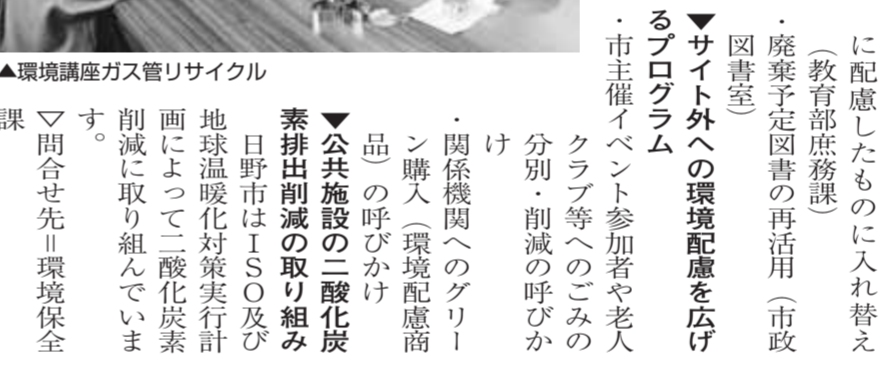 に配慮したものに入れ替え
（教育部庶務課）
・廃棄予定図書の再活用（市政
図書室）
▼サイト外への環境配慮を広げ
るプログラム
・市主催イベント参加者や老人
クラブ等へのごみの
分別・削減の呼びか
け
・関係機関へのグリー
ン購入（環境配慮商
品）の呼びかけ
▼公共施設の二酸化炭
素排出削減の取り組み
日野市はＩＳＯ及び
地球温暖化対策実行計
画によって二酸化炭素
削減に取り組んでいま
す。
▽問合せ先＝環境保全
課
▲環境講座ガス管リサイクル